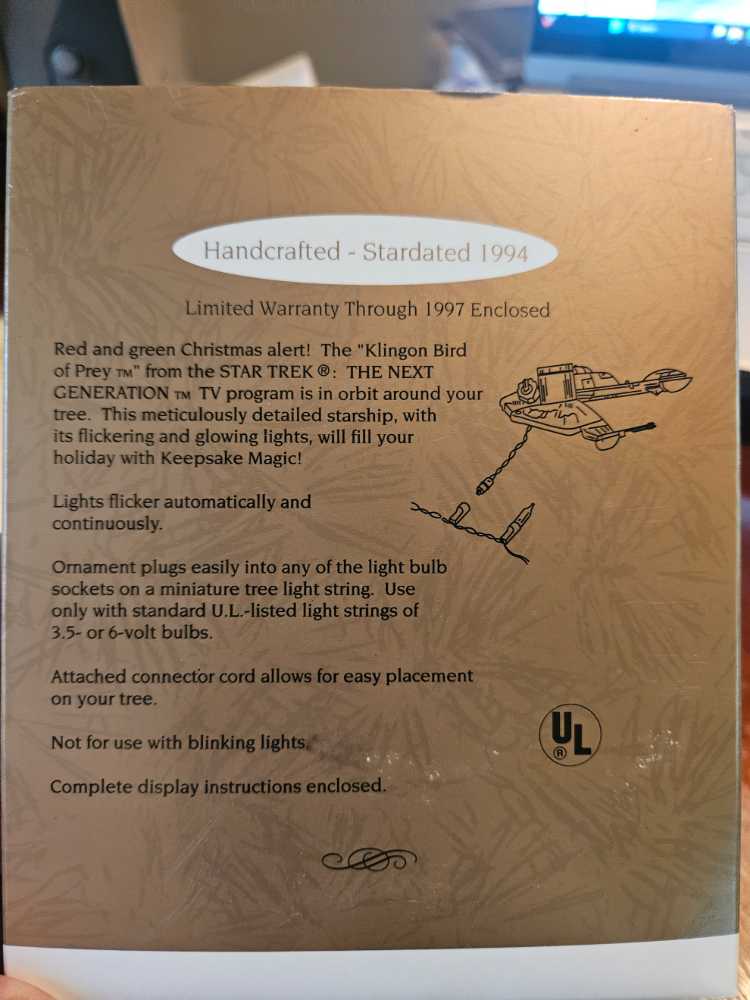 Handcrafted - Stardated 1994
Limited Warranty Through 1997 Enclosed
Red and green Christmas alert! The "Klingon Bird
of Prey TM" from the STAR TREK ®: THE NEXT
GENERATION TM TV program is in orbit around your
tree. This meticulously detailed starship, with
its flickering and glowing lights, will fill your
holiday with Keepsake Magic!
Lights flicker automatically and
continuously.
Ornament plugs easily into any of the light bulb
sockets on a miniature tree light string. Use
only with standard U.L.-listed light strings of
3.5- or 6-volt bulbs.
Attached connector cord allows for easy placement
on your tree.
Not for use with blinking lights.
UL ®
Complete display instructions enclosed.